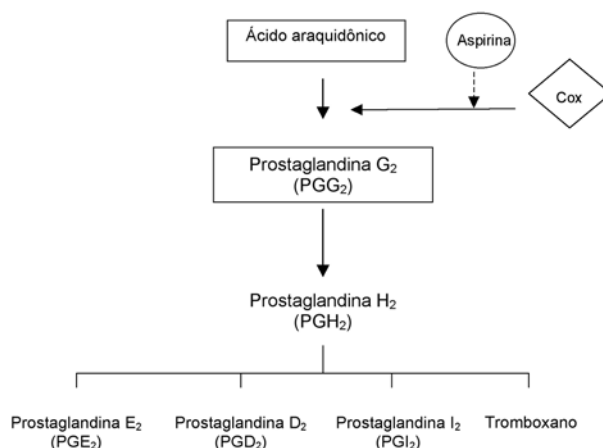 Ácido araquidônico
Aspirina
Cox
Prostaglandina G₂
(PGG₂)
Prostaglandina H₂
(PGH₂)
Prostaglandina E₂
(PGE₂)
Prostaglandina D₂
(PGD₂)
Prostaglandina I₂
(PGI₂)
Tromboxano